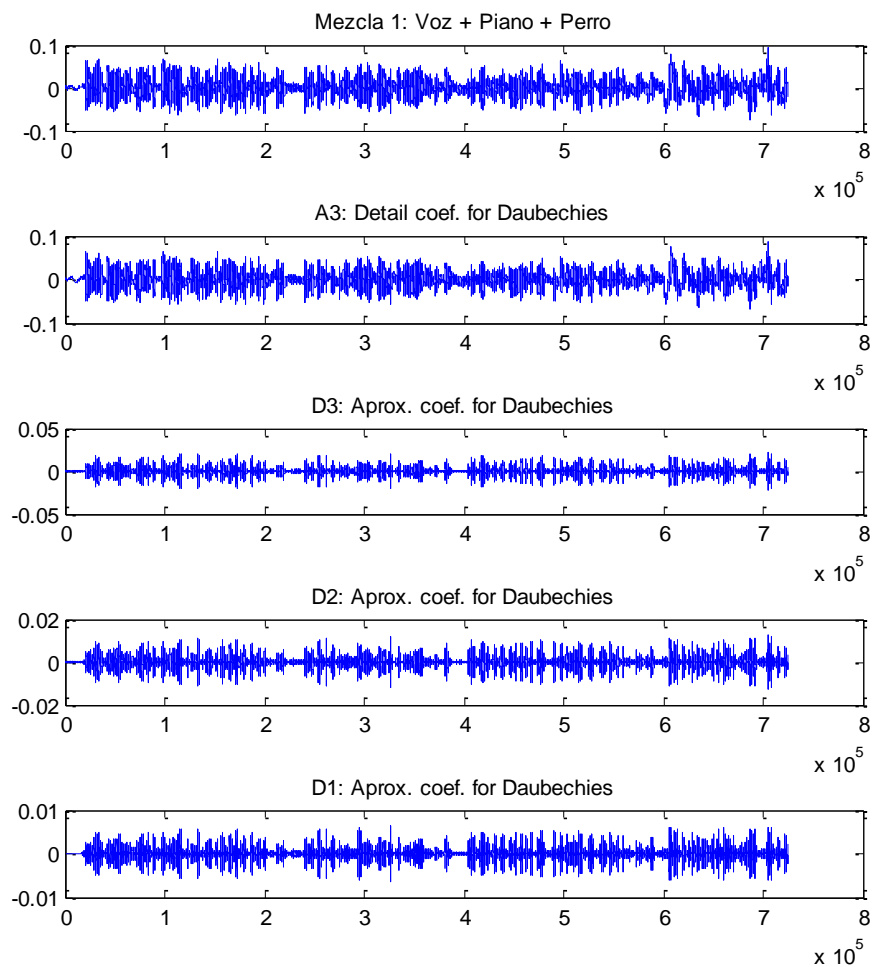 Mezcla 1: Voz + Piano + Perro
0.1
0
-0.1
0 1 2 3 4 5 6 7 8
x 10^5
A3: Detail coef. for Daubechies
0.1
0
-0.1
0 1 2 3 4 5 6 7 8
x 10^5
D3: Aprox. coef. for Daubechies
0.05
0
-0.05
0 1 2 3 4 5 6 7 8
x 10^5
D2: Aprox. coef. for Daubechies
0.02
0
-0.02
0 1 2 3 4 5 6 7 8
x 10^5
D1: Aprox. coef. for Daubechies
0.01
0
-0.01
0 1 2 3 4 5 6 7 8
x 10^5